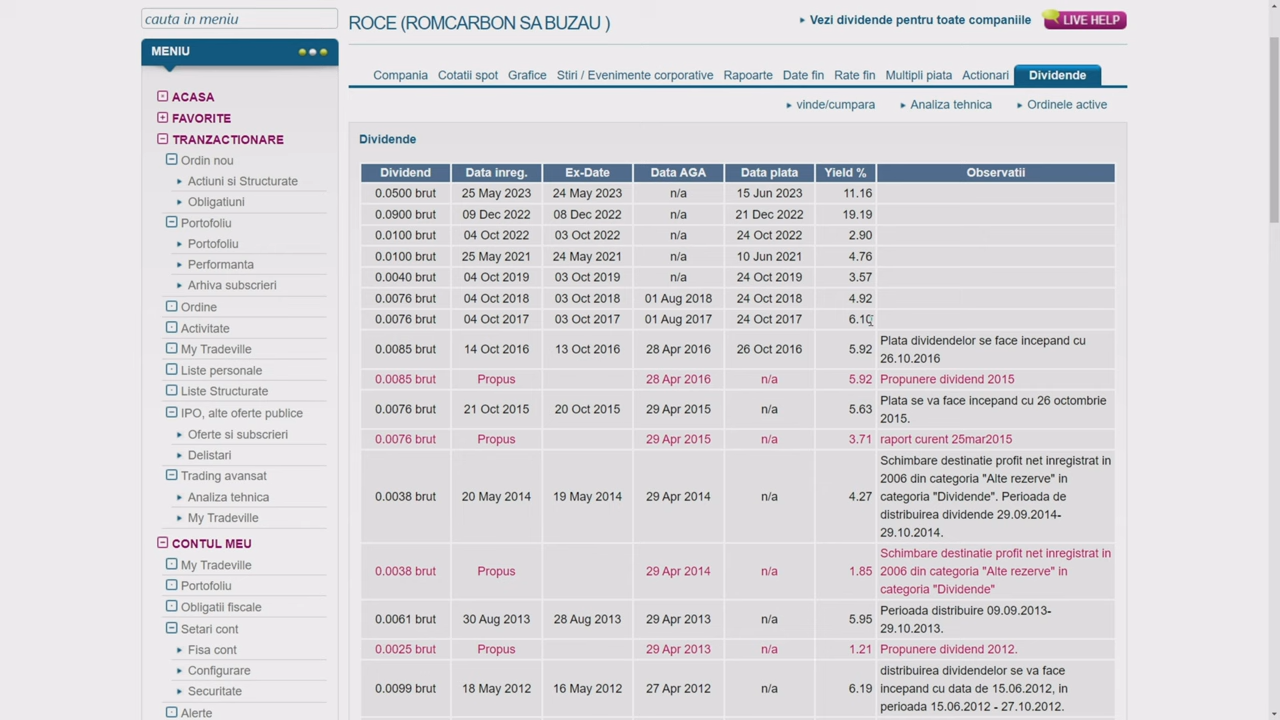 cauta in meniu
ROCE (ROMCARBON SA BUZAU )
Vezi dividende pentru toate companiile
LIVE HELP
MENIU
Compania Cotatii spot Grafice Stiri / Evenimente corporative Rapoarte Date fin Rate fin Multipli piata Actionari Dividende
vinde/cumpara Analiza tehnica Ordinele active
ACASA
FAVORITE
TRANZACTIONARE
Ordin nou
Actiuni si Structurate
Obligatiuni
Portofoliu
Portofoliu
Performanta
Arhiva subscrieri
Ordine
Activitate
My Tradeville
Liste personale
Liste Structurate
IPO, alte oferte publice
Oferte si subscrieri
Delistari
Trading avansat
Analiza tehnica
My Tradeville
CONTUL MEU
My Tradeville
Portofoliu
Obligatii fiscale
Setari cont
Fisa cont
Configurare
Securitate
Alerte
Dividende
Dividend Data inreg. Ex-Date Data AGA Data plata Yield % Observatii
0.0500 brut 25 May 2023 24 May 2023 n/a 15 Jun 2023 11.16
0.0900 brut 09 Dec 2022 08 Dec 2022 n/a 21 Dec 2022 19.19
0.0100 brut 04 Oct 2022 03 Oct 2022 n/a 24 Oct 2022 2.90
0.0100 brut 25 May 2021 24 May 2021 n/a 10 Jun 2021 4.76
0.0040 brut 04 Oct 2019 03 Oct 2019 n/a 24 Oct 2019 3.57
0.0076 brut 04 Oct 2018 03 Oct 2018 01 Aug 2018 24 Oct 2018 4.92
0.0076 brut 04 Oct 2017 03 Oct 2017 01 Aug 2017 24 Oct 2017 6.10
0.0085 brut 14 Oct 2016 13 Oct 2016 28 Apr 2016 26 Oct 2016 5.92 Plata dividendelor se face incepand cu
26.10.2016
0.0085 brut Propus 28 Apr 2016 n/a 5.92 Propunere dividend 2015
0.0076 brut 21 Oct 2015 20 Oct 2015 29 Apr 2015 n/a 5.63 Plata se va face incepand cu 26 octombrie
2015.
0.0076 brut Propus 29 Apr 2015 n/a 3.71 raport curent 25mar2015
0.0038 brut 20 May 2014 19 May 2014 29 Apr 2014 n/a 4.27 Schimbare destinatie profit net inregistrat in
2006 din categoria "Alte rezerve" in
categoria "Dividende". Perioada de
distribuirea dividende 29.09.2014-
29.10.2014.
0.0038 brut Propus 29 Apr 2014 n/a 1.85 Schimbare destinatie profit net inregistrat in
2006 din categoria "Alte rezerve" in
categoria "Dividende"
0.0061 brut 30 Aug 2013 28 Aug 2013 29 Apr 2013 n/a 5.95 Perioada distribuire 09.09.2013-
29.10.2013.
0.0025 brut Propus 29 Apr 2013 n/a 1.21 Propunere dividend 2012.
0.0099 brut 18 May 2012 16 May 2012 27 Apr 2012 n/a 6.19 distribuirea dividendelor se va face
incepand cu data de 15.06.2012, in
perioada 15.06.2012 - 27.10.2012.